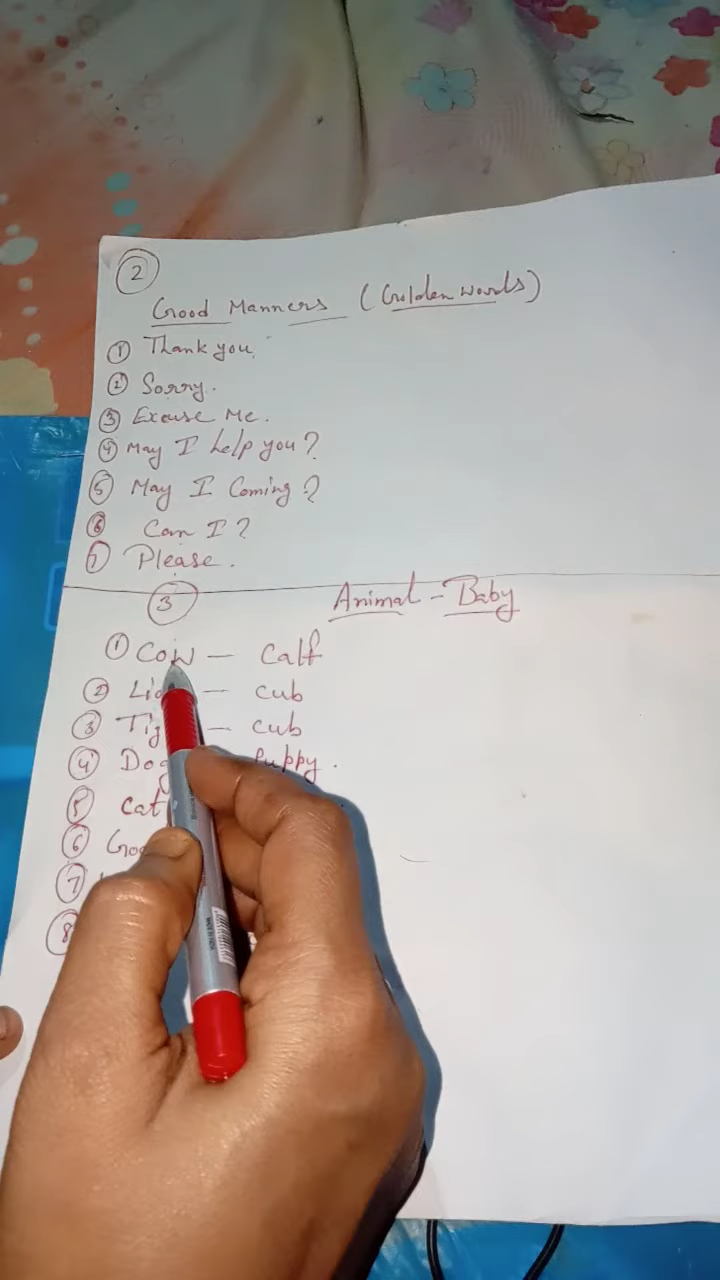 2
Good Manners (Golden words)
1 Thank you.
2 Sorry.
3 Excuse Me.
4 May I help you?
5 May I Coming?
6 Can I?
7 Please.
3 Animal - Baby
1 Cow - Calf
2 - cub
3 - cub
4 Puppy.
5 Cat
6
7
8